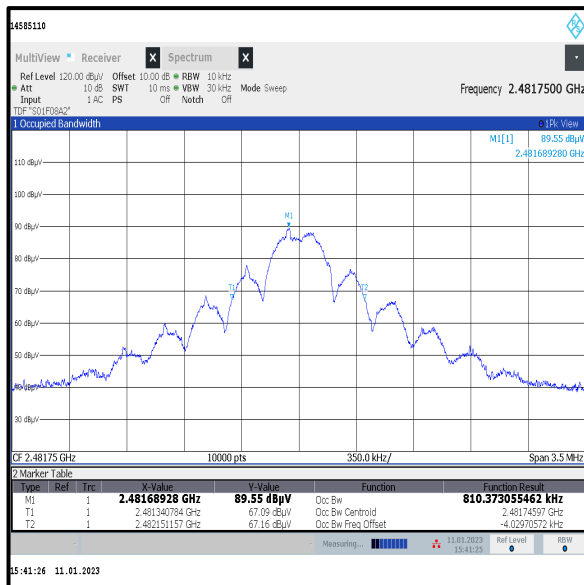 14585110
MultiView Receiver X Spectrum X
Ref Level 120.00 dBµV Offset 10.00 dB RBW 10 kHz
Att 10 dB SWT 10 ms VBW 30 kHz Mode Sweep Frequency 2.4817500 GHz
Input 1 AC PS Off Notch Off
TDF "S01F08A2"
1 Occupied Bandwidth 1Pk View
M1[1] 89.55 dBµV
2.481689280 GHz
110 dBµV
100 dBµV
M1
90 dBµV
80 dBµV
T1 T2
70 dBµV
60 dBµV
50 dBµV
40 dBµV
30 dBµV
CF 2.48175 GHz 10000 pts 350.0 kHz/ Span 3.5 MHz
2 Marker Table
Type Ref Trc X-Value Y-Value Function Function Result
M1 1 2.48168928 GHz 89.55 dBµV Occ Bw 810.373055462 kHz
T1 1 2.481340784 GHz 67.09 dBµV Occ Bw Centroid 2.48174597 GHz
T2 1 2.482151157 GHz 67.16 dBµV Occ Bw Freq Offset -4.02970572 kHz
Measuring... 11.01.2023 Ref Level RBW
15:41:25
15:41:26 11.01.2023